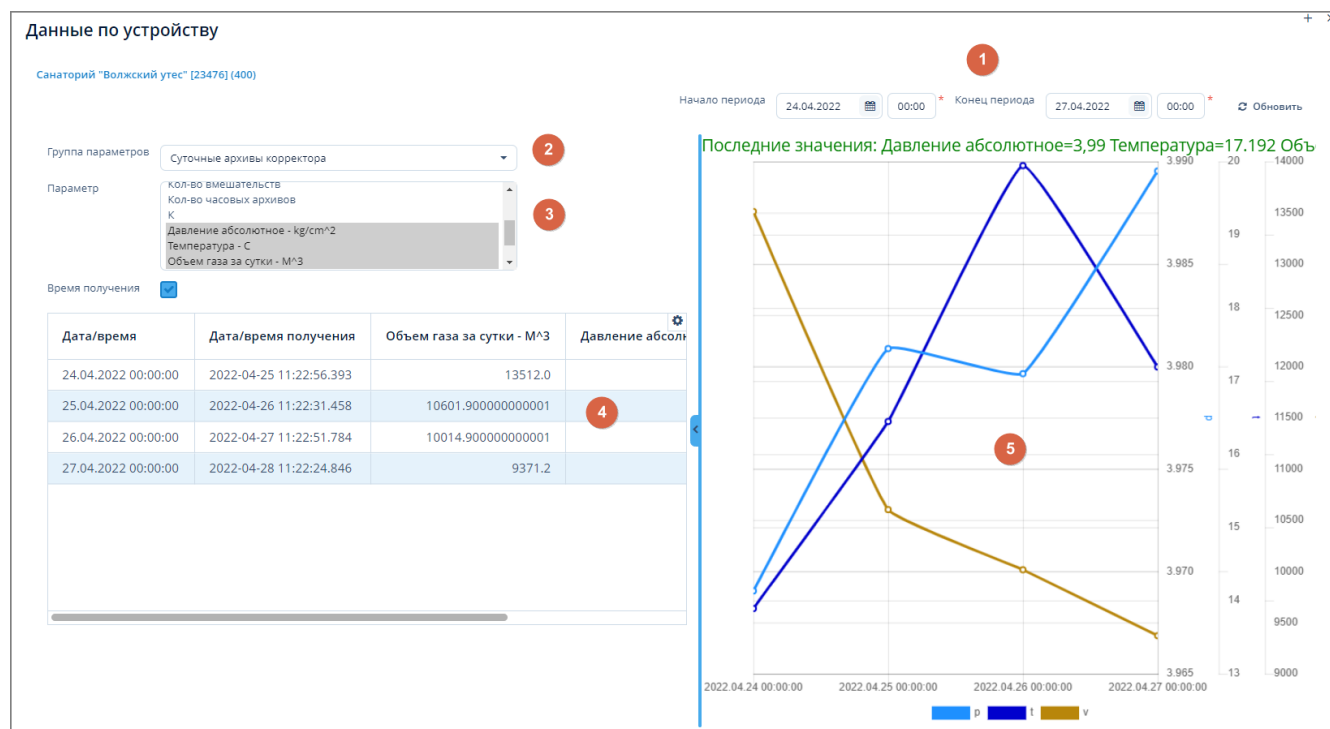 Данные по устройству
Санаторий "Волжский утес" [23476] (400)
1
Начало периода 24.04.2022 00:00 * Конец периода 27.04.2022 00:00 * Обновить
Группа параметров Суточные архивы корректора 2
Параметр
Кол-во вмешательств
Кол-во часовых архивов
К
Давление абсолютное - kg/cm^2
Температура - С
Объем газа за сутки - М^3
3
Время получения
Дата/время Дата/время получения Объем газа за сутки - М^3 Давление абсолн
24.04.2022 00:00:00 2022-04-25 11:22:56.393 13512.0
25.04.2022 00:00:00 2022-04-26 11:22:31.458 10601.900000000001
26.04.2022 00:00:00 2022-04-27 11:22:51.784 10014.900000000001
27.04.2022 00:00:00 2022-04-28 11:22:24.846 9371.2
4
Последние значения: Давление абсолютное=3,99 Температура=17.192 Объ
3.990 20 14000
13500
19
3.985 13000
18 12500
3.980 12000
17
p t 11500
16
3.975 11000
5
15 10500
3.970 10000
14
9500
3.965 13 9000
2022.04.24 00:00:00 2022.04.25 00:00:00 2022.04.26 00:00:00 2022.04.27 00:00:00
p t v